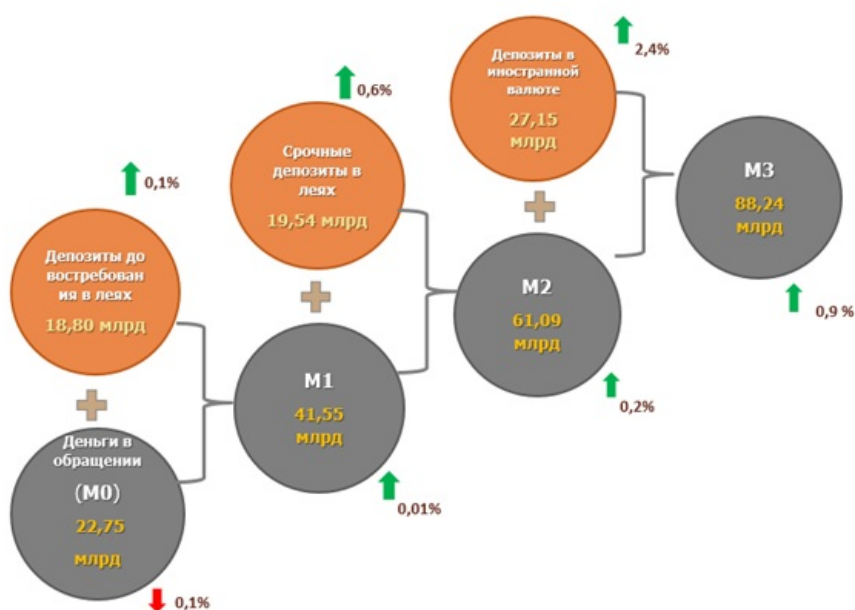 Депозиты до
востребован
ия в леях
18,80 млрд
0,1%
Деньги в
обращении
(М0)
22,75
млрд
0,1%
Срочные
депозиты в
леях
19,54 млрд
0,6%
М1
41,55
млрд
0,01%
Депозиты в
иностранной
валюте
27,15
млрд
2,4%
М2
61,09
млрд
0,2%
М3
88,24
млрд
0,9 %